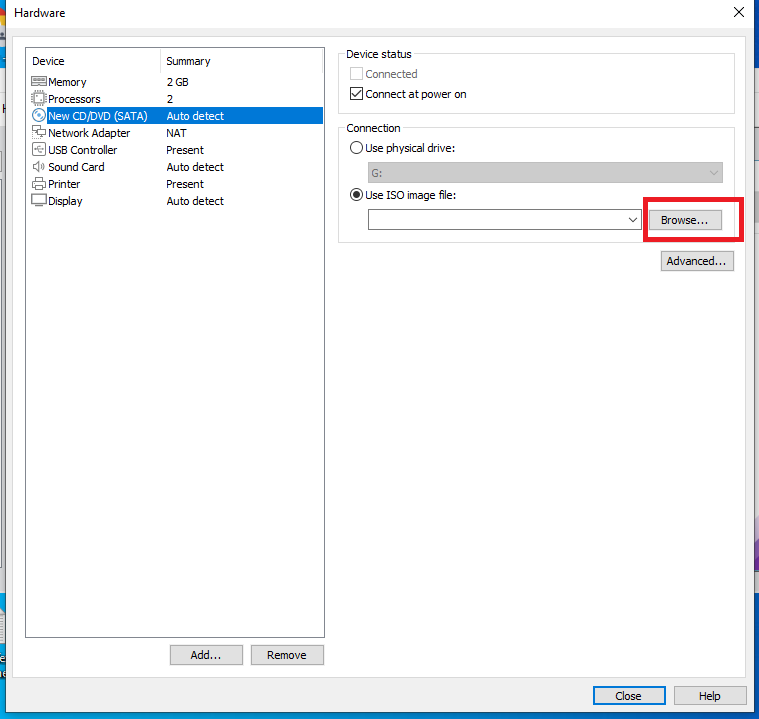 Hardware
Device Summary
Memory 2 GB
Processors 2
New CD/DVD (SATA) Auto detect
Network Adapter NAT
USB Controller Present
Sound Card Auto detect
Printer Present
Display Auto detect
Add...
Remove
Device status
Connected
Connect at power on
Connection
Use physical drive:
G:
Use ISO image file:
Browse...
Advanced...
Close
Help